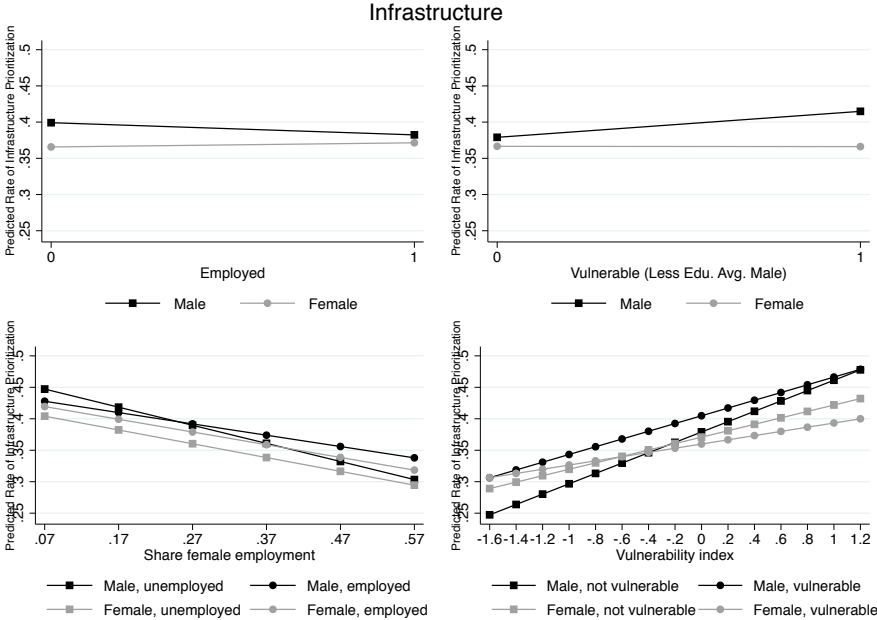 Infrastructure
Predicted Rate of Infrastructure Prioritization
.5
.45
.4
.35
.3
.25
0 1
Employed
Male Female
Predicted Rate of Infrastructure Prioritization
.5
.45
.4
.35
.3
.25
0 1
Vulnerable (Less Edu. Avg. Male)
Male Female
Predicted Rate of Infrastructure Prioritization
.5
.45
.4
.35
.3
.25
.07 .17 .27 .37 .47 .57
Share female employment
Male, unemployed Male, employed
Female, unemployed Female, employed
Predicted Rate of Infrastructure Prioritization
.5
.45
.4
.35
.3
.25
-1.6 -1.4 -1.2 -1 -.8 -.6 -.4 -.2 0 .2 .4 .6 .8 1 1.2
Vulnerability index
Male, not vulnerable Male, vulnerable
Female, not vulnerable Female, vulnerable